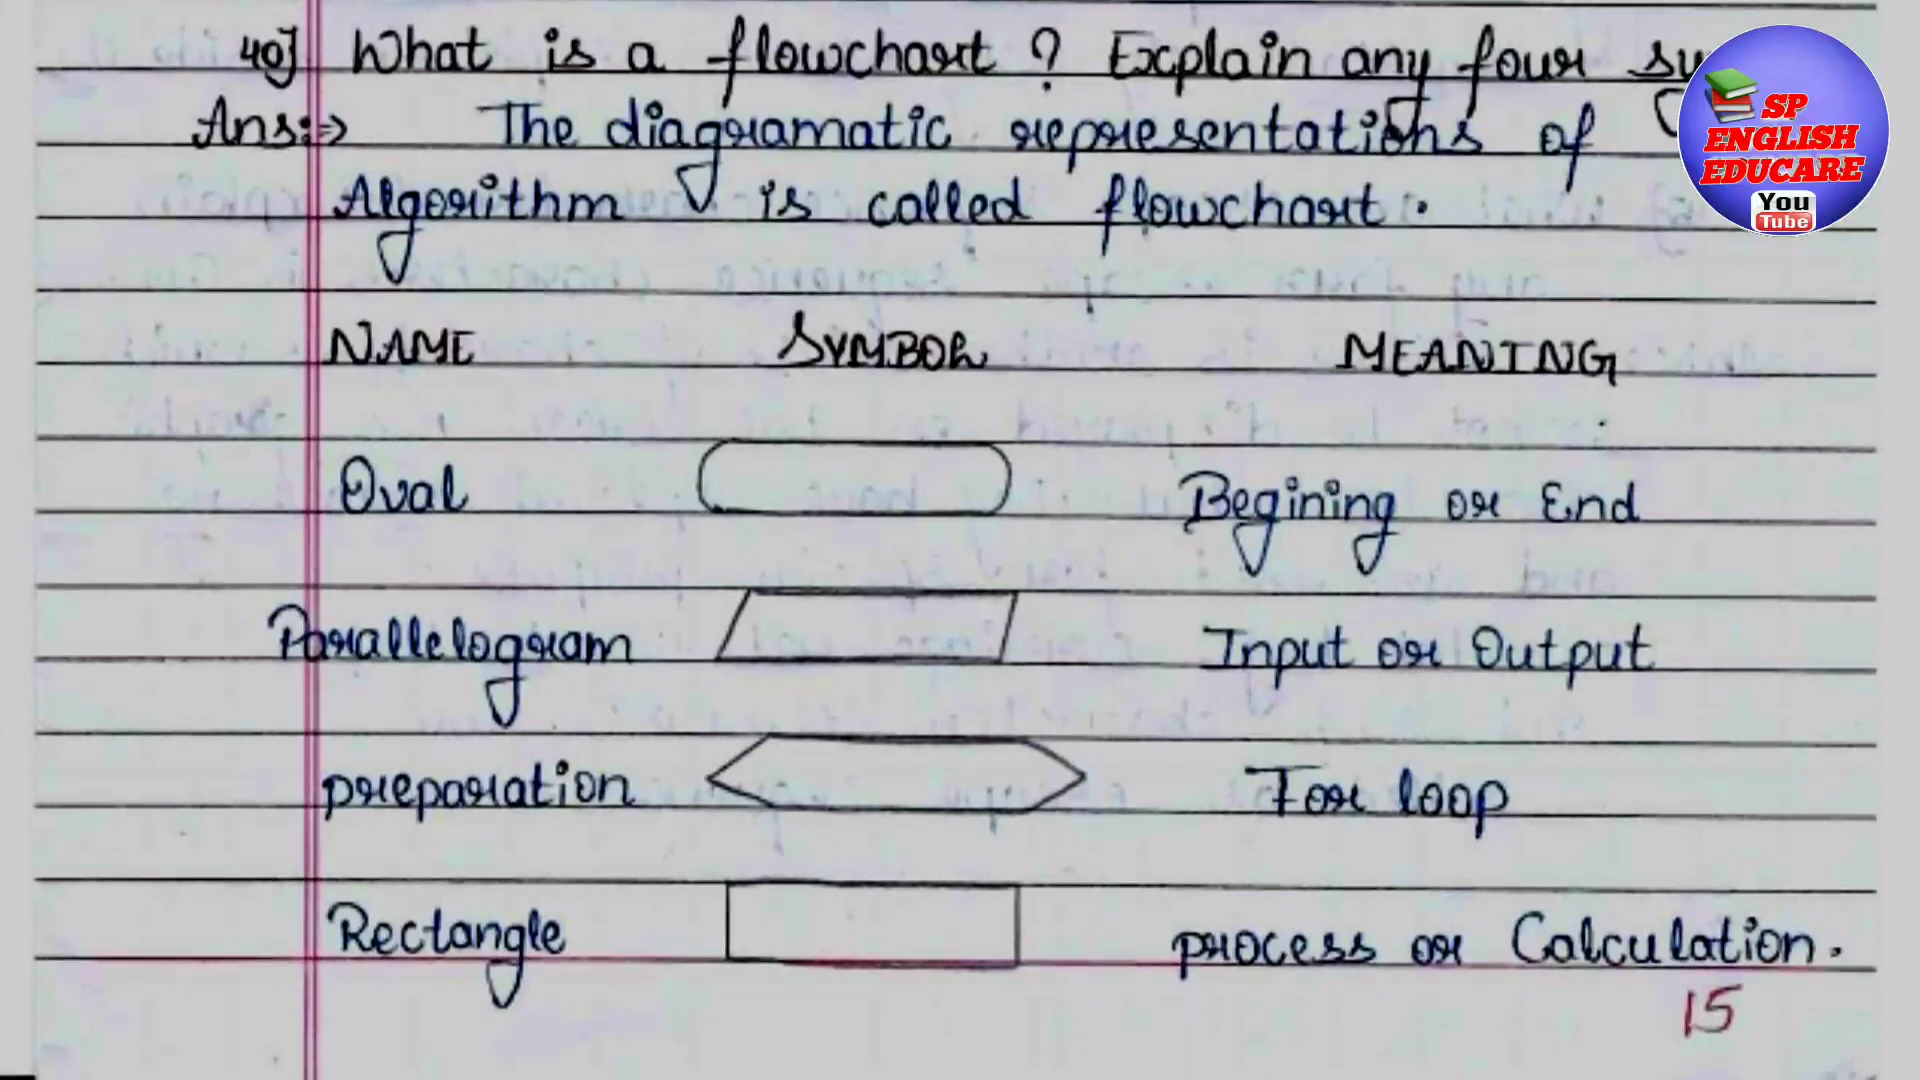 40] What is a flowchart ? Explain any four
Ans:=> The diagramatic representations of
Algorithm is called flowchart.
NAME SYMBOL MEANING
Oval Begining or End
Parallelogram Input or Output
preparation For loop
Rectangle process or Calculation.
15
SP
ENGLISH
EDUCARE
You
Tube